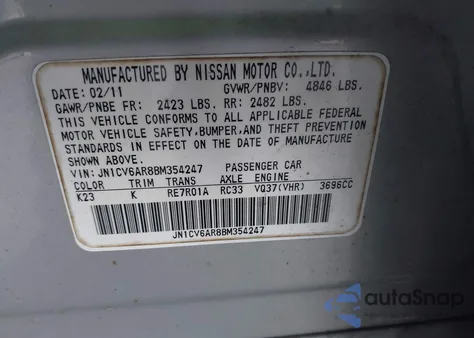 MANUFACTURED BY NISSAN MOTOR CO.,LTD.
DATE: 02/11 GVWR/PNBV: 4846 LBS.
GAWR/PNBE FR: 2423 LBS. RR: 2482 LBS.
THIS VEHICLE CONFORMS TO ALL APPLICABLE FEDERAL
MOTOR VEHICLE SAFETY, BUMPER, AND THEFT PREVENTION
STANDARDS IN EFFECT ON THE DATE OF MANUFACTURE
SHOWN ABOVE.
VIN: JN1CV6AR8BM354247 PASSENGER CAR
COLOR TRIM TRANS AXLE ENGINE
K23 K RE7R01A RC33 VQ37(VHR) 3696CC
JN1CV6AR8BM354247
autoSnap